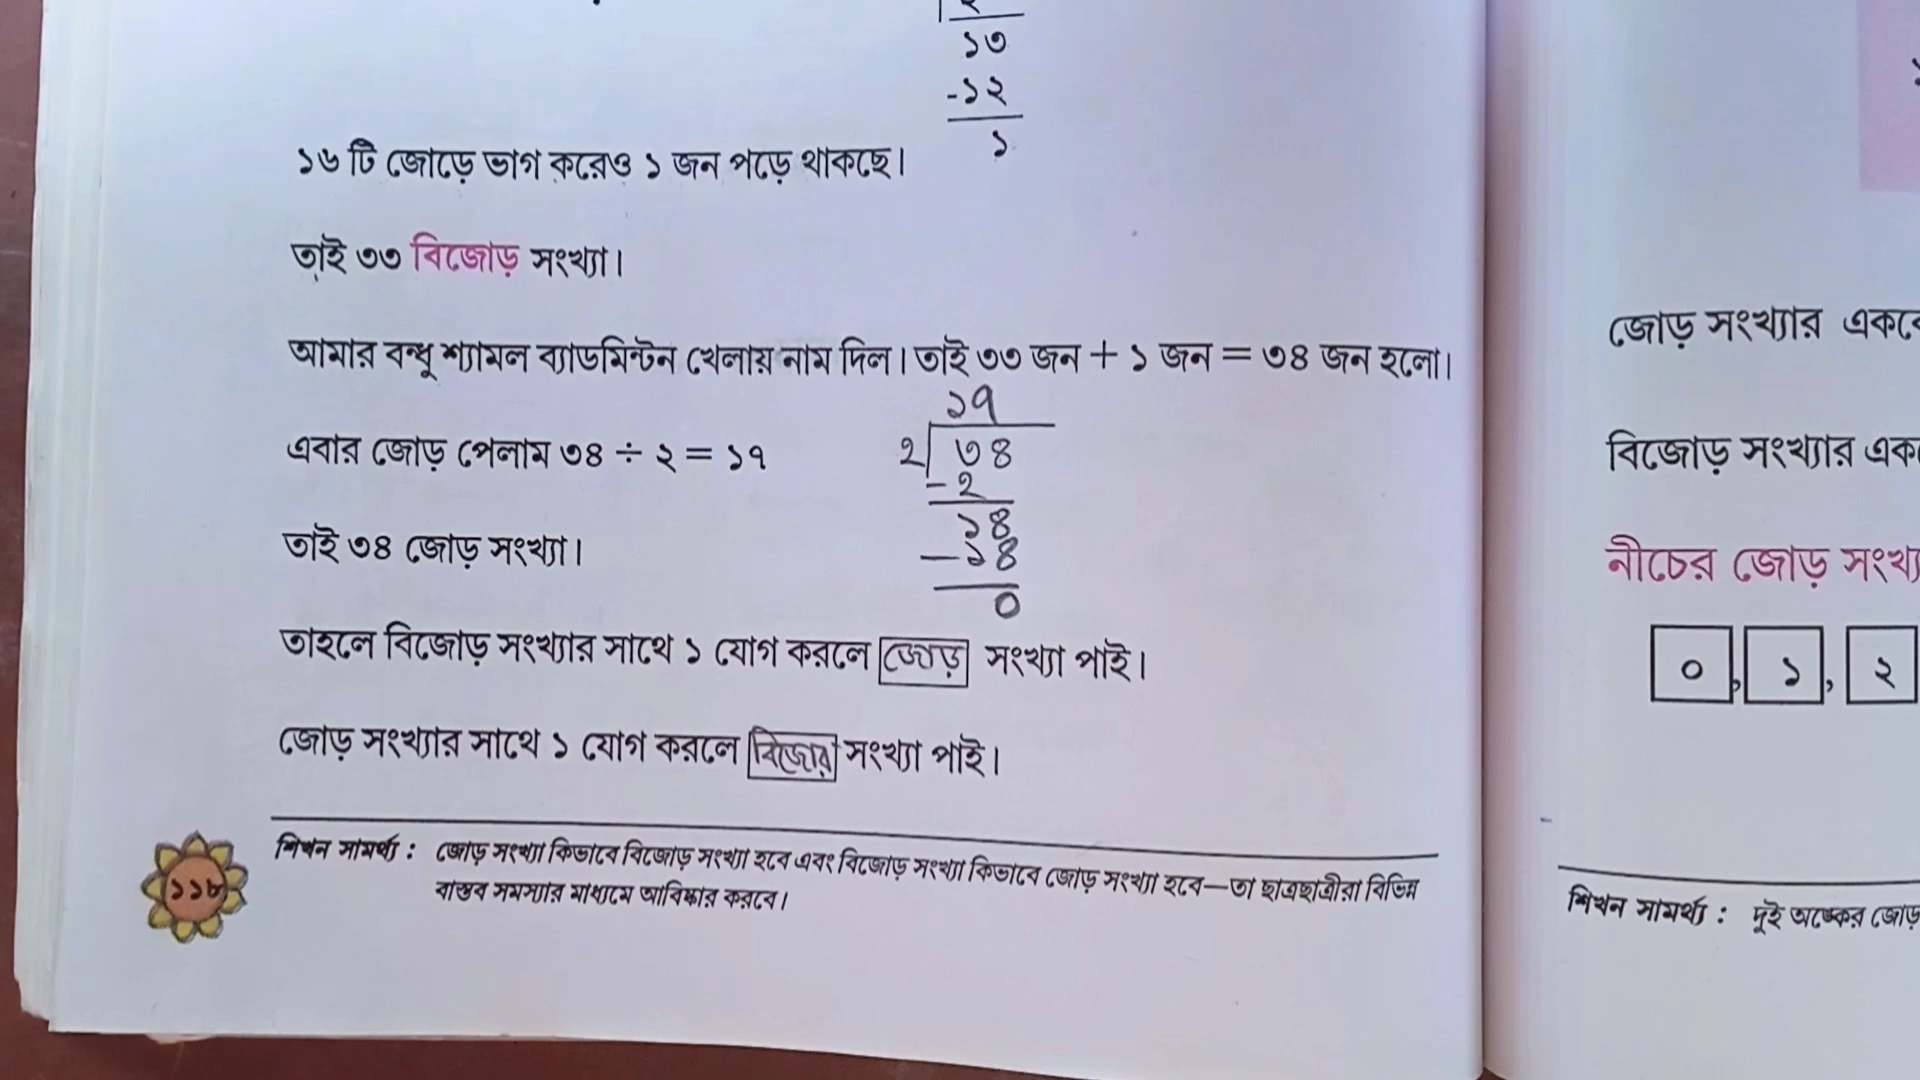 ১৩
-১২
১
১৬ টি জোড়ে ভাগ করেও ১ জন পড়ে থাকছে।
তাই ৩৩ বিজোড় সংখ্যা।
আমার বন্ধু শ্যামল ব্যাডমিন্টন খেলায় নাম দিল। তাই ৩৩ জন + ১ জন = ৩৪ জন হলো।
১৭
এবার জোড় পেলাম ৩৪ ÷ ২ = ১৭ ২ ৩৪
-২
১৪
তাই ৩৪ জোড় সংখ্যা। —১৪
০
তাহলে বিজোড় সংখ্যার সাথে ১ যোগ করলে জোড় সংখ্যা পাই।
জোড় সংখ্যার সাথে ১ যোগ করলে বিজোর সংখ্যা পাই।
শিখন সামর্থ্য : জোড় সংখ্যা কিভাবে বিজোড় সংখ্যা হবে এবং বিজোড় সংখ্যা কিভাবে জোড় সংখ্যা হবে—তা ছাত্রছাত্রীরা বিভিন্ন
বাস্তব সমস্যার মাধ্যমে আবিষ্কার করবে।
১১৮
জোড় সংখ্যার
বিজোড় সংখ্যার
নীচের জোড়
০, ১, ২
শিখন সামর্থ্য : দুই অঙ্কের জোড়